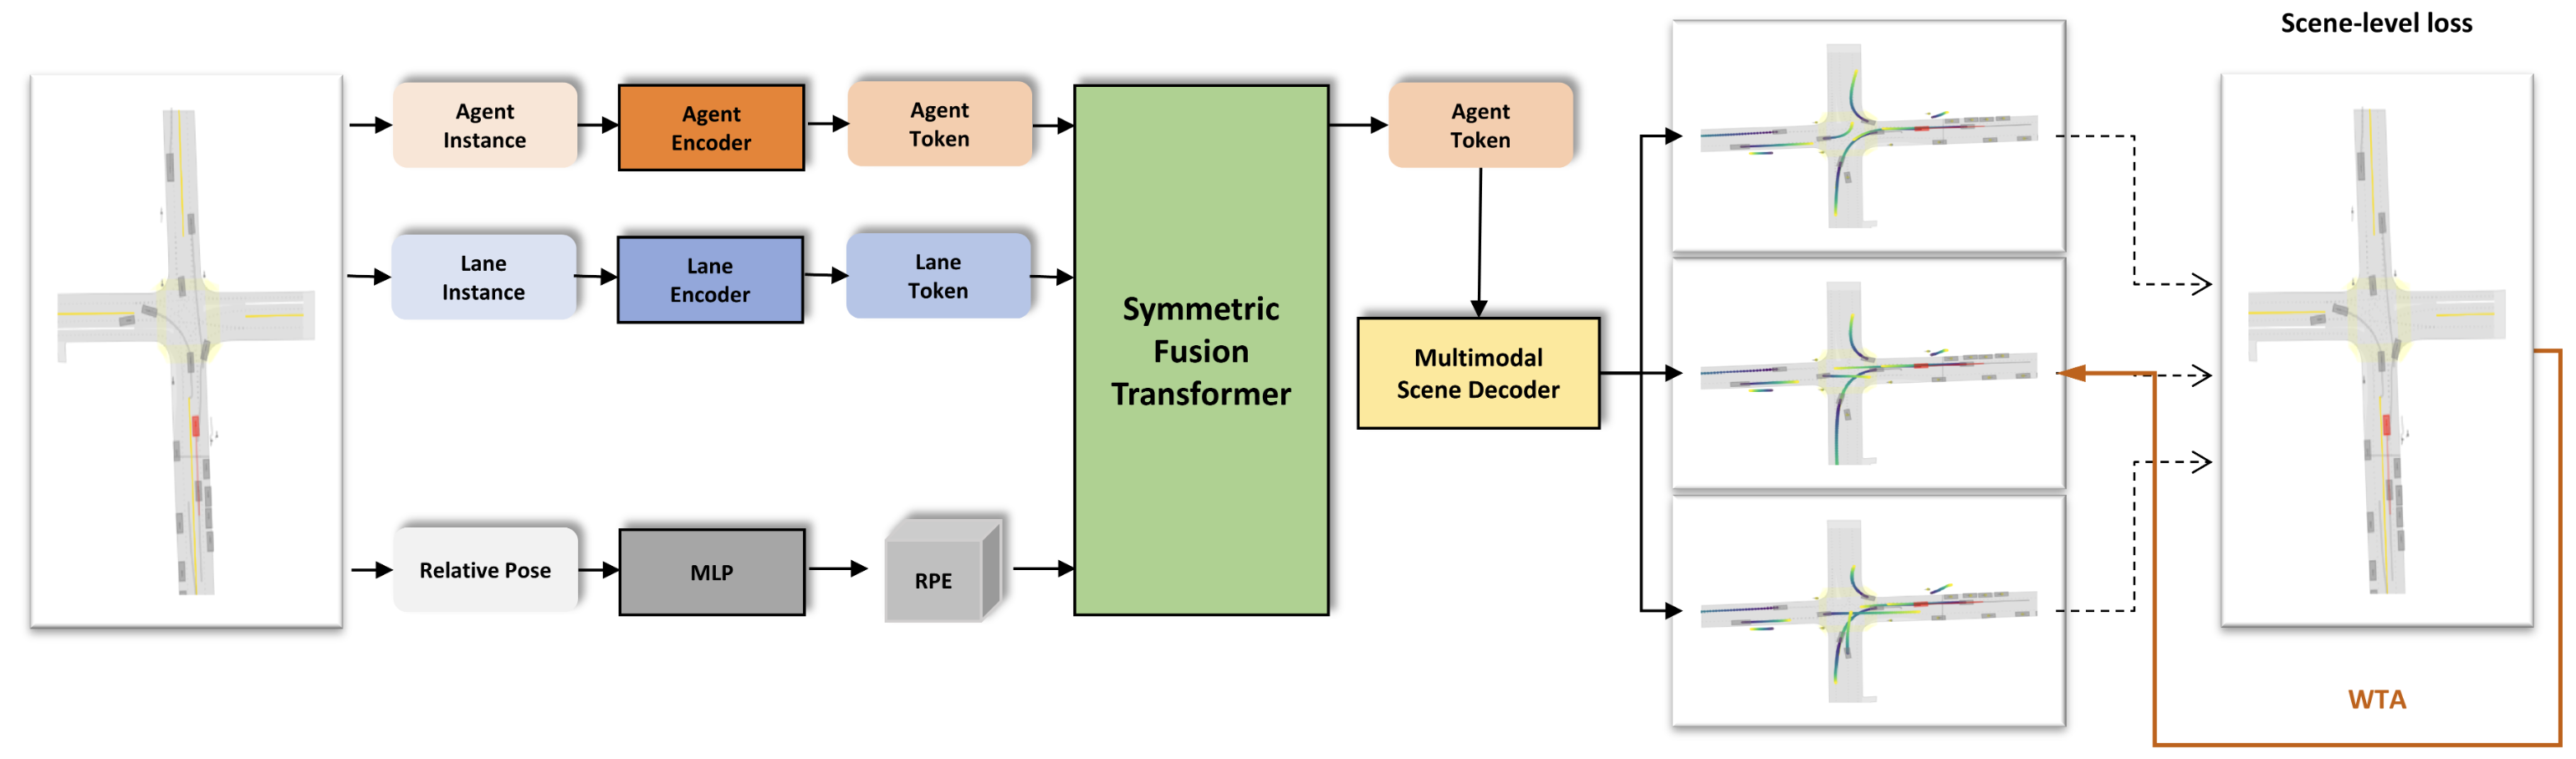 Scene-level loss
Agent
Instance
Agent
Encoder
Agent
Token
Agent
Token
Lane
Instance
Lane
Encoder
Lane
Token
Symmetric
Fusion
Transformer
Multimodal
Scene Decoder
Relative Pose
MLP
RPE
WTA